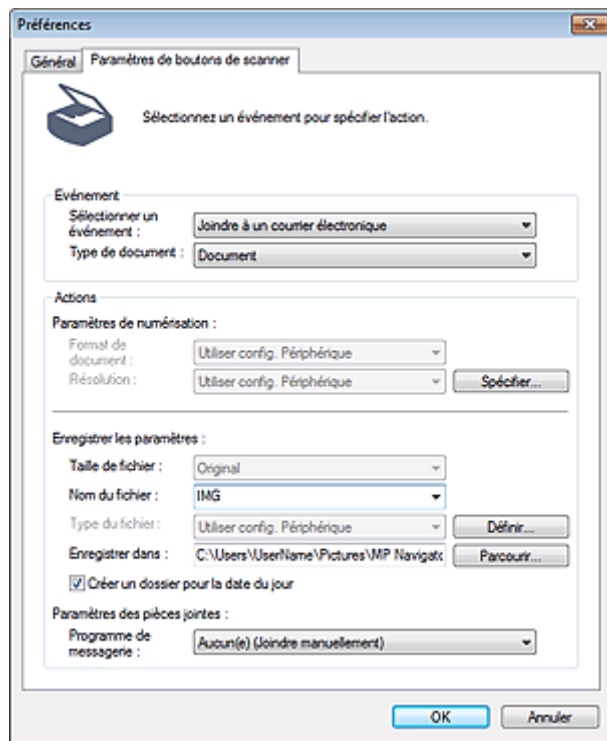 Préférences
Général
Paramètres de boutons de scanner
Sélectionnez un événement pour spécifier l'action.
Evénement
Sélectionner un
événement :
Joindre à un courrier électronique
Type de document :
Document
Actions
Paramètres de numérisation :
Format de
document :
Utiliser config. Périphérique
Résolution :
Utiliser config. Périphérique
Spécifier...
Enregistrer les paramètres :
Taille de fichier :
Original
Nom du fichier :
IMG
Type du fichier :
Utiliser config. Périphérique
Définir...
Enregistrer dans :
C:\Users\UserName\Pictures\MP Navigato
Parcourir...
Créer un dossier pour la date du jour
Paramètres des pièces jointes :
Programme de
messagerie :
Aucun(e) (Joindre manuellement)
OK
Annuler